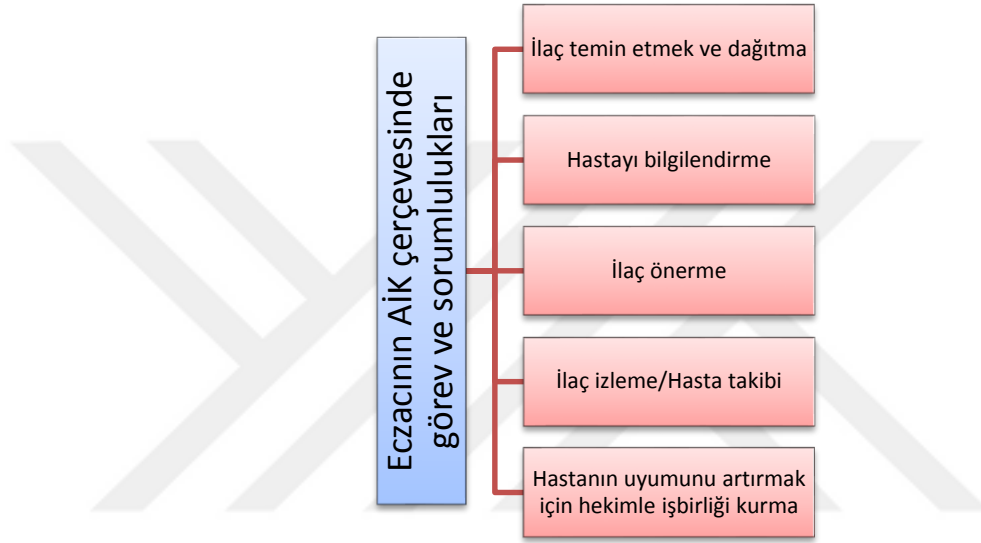 Eczacının AİK çerçevesinde
görev ve sorumlulukları
İlaç temin etmek ve dağıtma
Hastayı bilgilendirme
İlaç önerme
İlaç izleme/Hasta takibi
Hastanın uyumunu artırmak
için hekimle işbirliği kurma